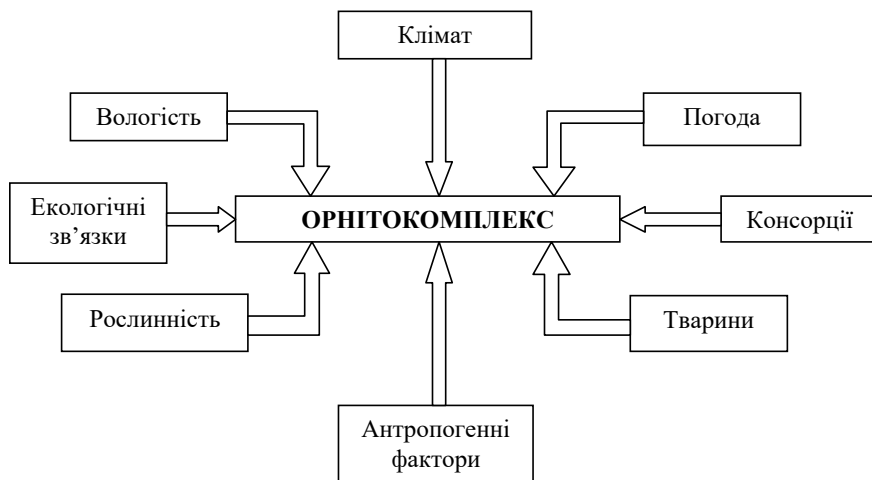 Клімат
Вологість
Погода
Екологічні
зв’язки
ОРНІТОКОМПЛЕКС
Консорції
Рослинність
Тварини
Антропогенні
фактори